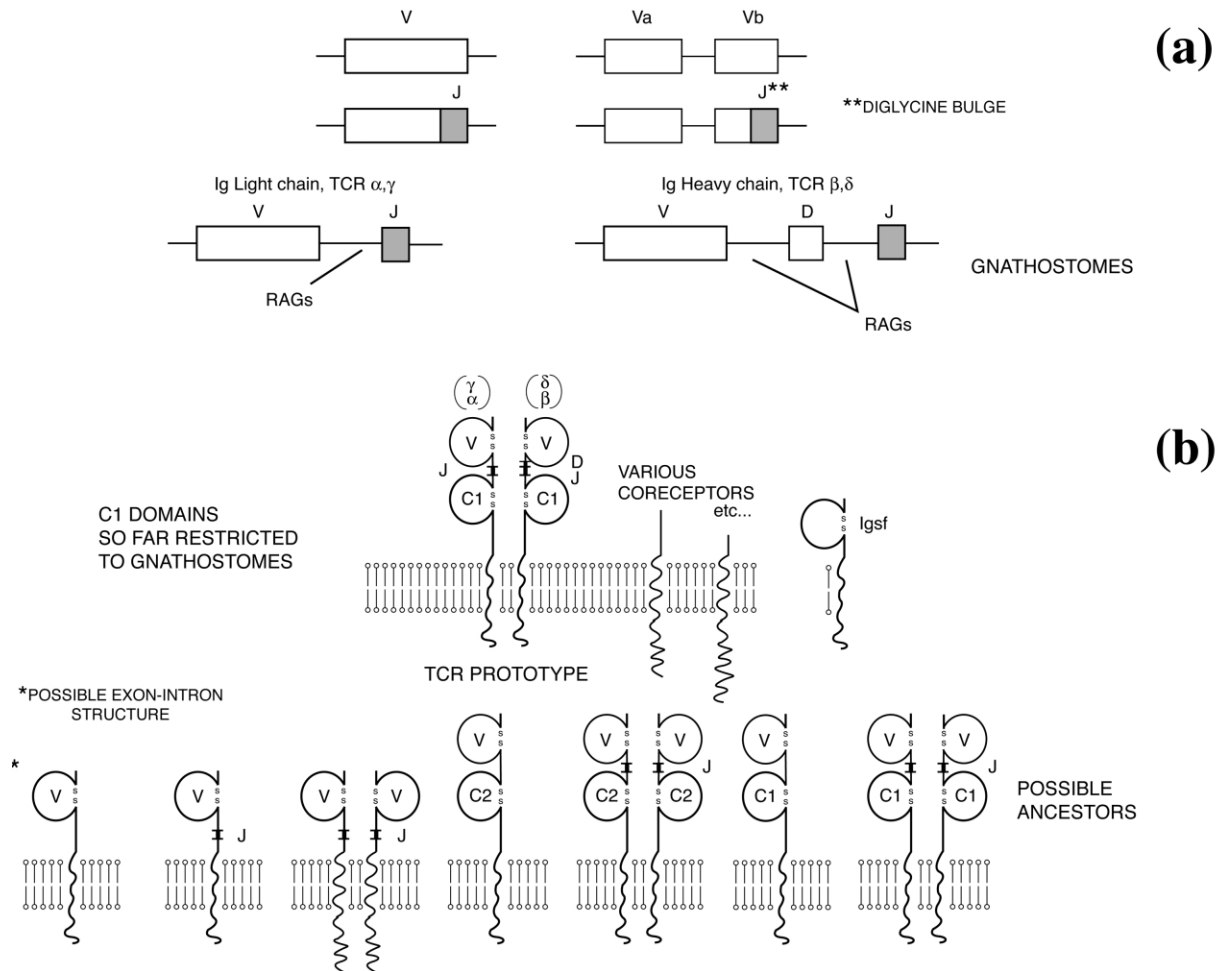 (a)
V
Va Vb
J
J**
**DIGLYCINE BULGE
Ig Light chain, TCR α,γ
V J
RAGs
Ig Heavy chain, TCR β,δ
V D J
RAGs
GNATHOSTOMES
(b)
C1 DOMAINS
SO FAR RESTRICTED
TO GNATHOSTOMES
(γ α) (δ β)
V s s s s V
J D
J
C1 s s s s C1
VARIOUS
CORECEPTORS
etc...
s s Igsf
TCR PROTOTYPE
*POSSIBLE EXON-INTRON
STRUCTURE
*
V s s
V s s
J
V s s s s V
J
V s s
C2 s s
V s s s s V
J
C2 s s s s C2
V s s
C1 s s
V s s s s V
J
C1 s s s s C1
POSSIBLE
ANCESTORS